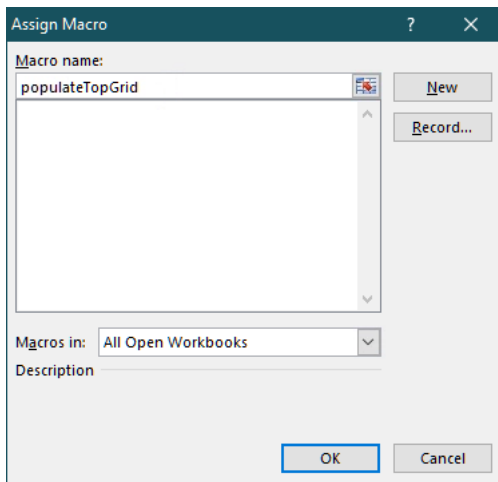 Assign Macro ? ×
Macro name:
populateTopGrid
New
Record...
Macros in: All Open Workbooks
Description
OK Cancel